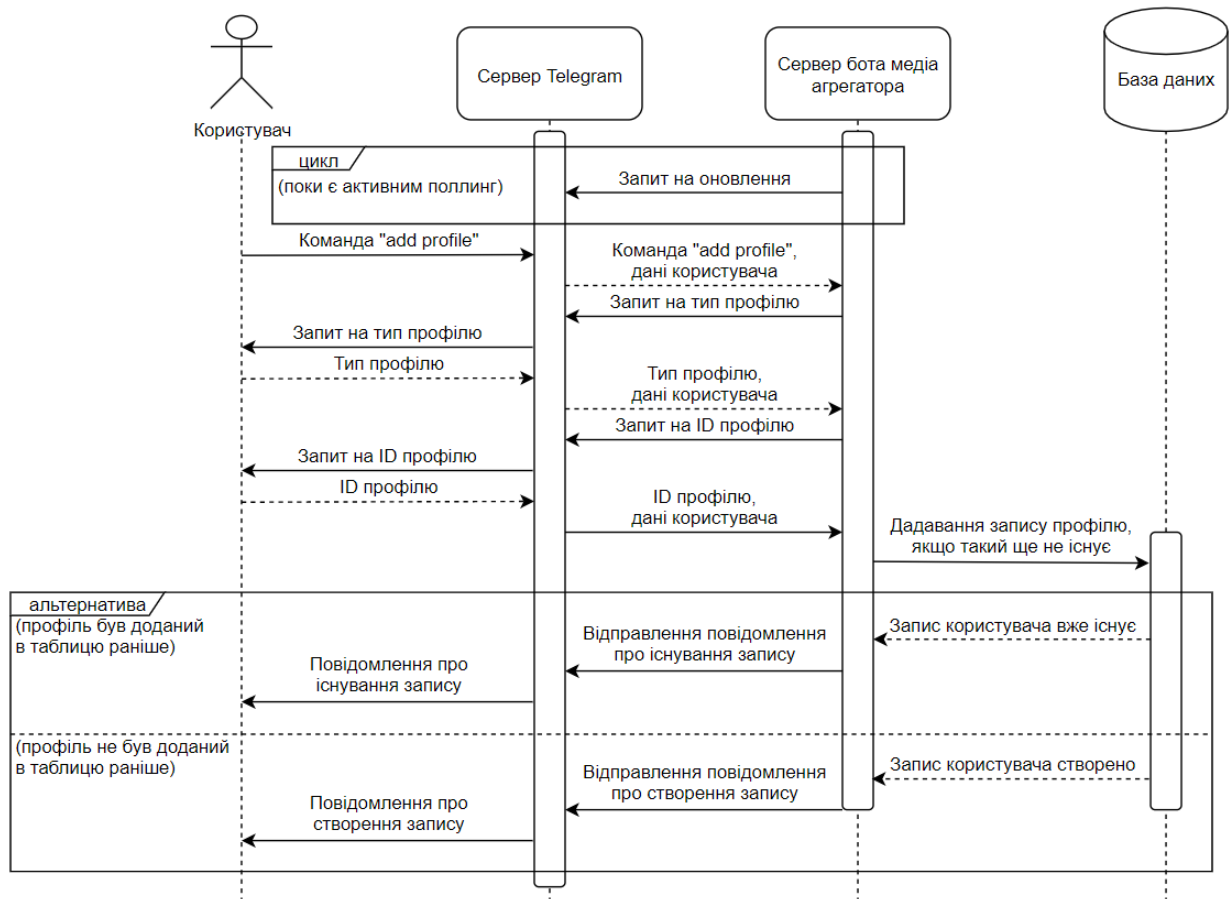 Користувач
Сервер Telegram
Сервер бота медіа
агрегатора
База даних
цикл
(поки є активним поллинг)
Запит на оновлення
Команда "add profile"
Команда "add profile",
дані користувача
Запит на тип профілю
Запит на тип профілю
Тип профілю
Тип профілю,
дані користувача
Запит на ID профілю
Запит на ID профілю
ID профілю
ID профілю,
дані користувача
Дадавання запису профілю,
якщо такий ще не існує
альтернатива
(профіль був доданий
в таблицю раніше)
Запис користувача вже існує
Відправлення повідомлення
про існування запису
Повідомлення про
існування запису
(профіль не був доданий
в таблицю раніше)
Запис користувача створено
Відправлення повідомлення
про створення запису
Повідомлення про
створення запису